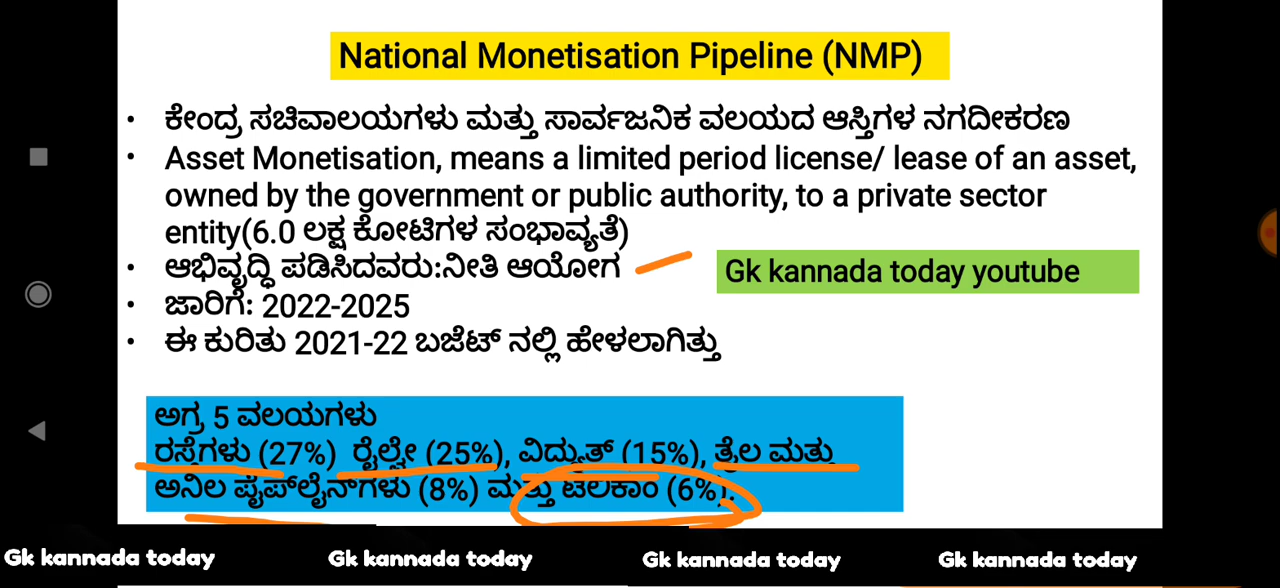 National Monetisation Pipeline (NMP)
• ಕೇಂದ್ರ ಸಚಿವಾಲಯಗಳು ಮತ್ತು ಸಾರ್ವಜನಿಕ ವಲಯದ ಆಸ್ತಿಗಳ ನಗದೀಕರಣ
• Asset Monetisation, means a limited period license/ lease of an asset,
owned by the government or public authority, to a private sector
entity(6.0 ಲಕ್ಷ ಕೋಟಿಗಳ ಸಂಭಾವ್ಯತೆ)
• ಆಭಿವೃದ್ಧಿ ಪಡಿಸಿದವರು:ನೀತಿ ಆಯೋಗ
Gk kannada today youtube
• ಜಾರಿಗೆ: 2022-2025
• ಈ ಕುರಿತು 2021-22 ಬಜೆಟ್ ನಲ್ಲಿ ಹೇಳಲಾಗಿತ್ತು
ಅಗ್ರ 5 ವಲಯಗಳು
ರಸ್ತೆಗಳು (27%) ರೈಲ್ವೇ (25%), ವಿದ್ಯುತ್ (15%), ತೈಲ ಮತ್ತು
ಅನಿಲ ಪೈಪ್‌ಲೈನ್‌ಗಳು (8%) ಮತ್ತು ಟೆಲಿಕಾಂ (6%).
Gk kannada today Gk kannada today Gk kannada today Gk kannada today